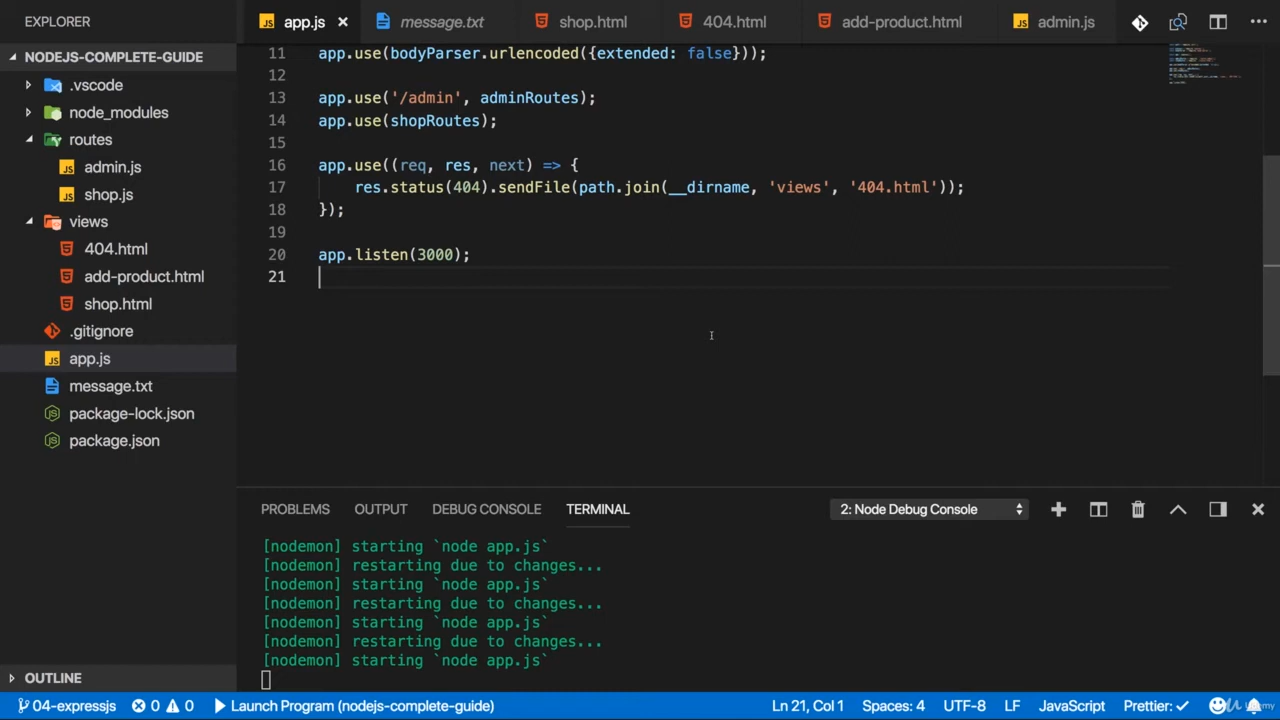 EXPLORER
NODEJS-COMPLETE-GUIDE
.vscode
node_modules
routes
JS admin.js
JS shop.js
views
404.html
add-product.html
shop.html
.gitignore
JS app.js
message.txt
package-lock.json
package.json
OUTLINE
JS app.js
message.txt
shop.html
404.html
add-product.html
JS admin.js
11 app.use(bodyParser.urlencoded({extended: false}));
12
13 app.use('/admin', adminRoutes);
14 app.use(shopRoutes);
15
16 app.use((req, res, next) => {
17 res.status(404).sendFile(path.join(__dirname, 'views', '404.html'));
18 });
19
20 app.listen(3000);
21
PROBLEMS OUTPUT DEBUG CONSOLE TERMINAL 2: Node Debug Console
[nodemon] starting `node app.js`
[nodemon] restarting due to changes...
[nodemon] starting `node app.js`
[nodemon] restarting due to changes...
[nodemon] starting `node app.js`
[nodemon] restarting due to changes...
[nodemon] starting `node app.js`
04-expressjs 0 0 Launch Program (nodejs-complete-guide) Ln 21, Col 1 Spaces: 4 UTF-8 LF JavaScript Prettier: ✓